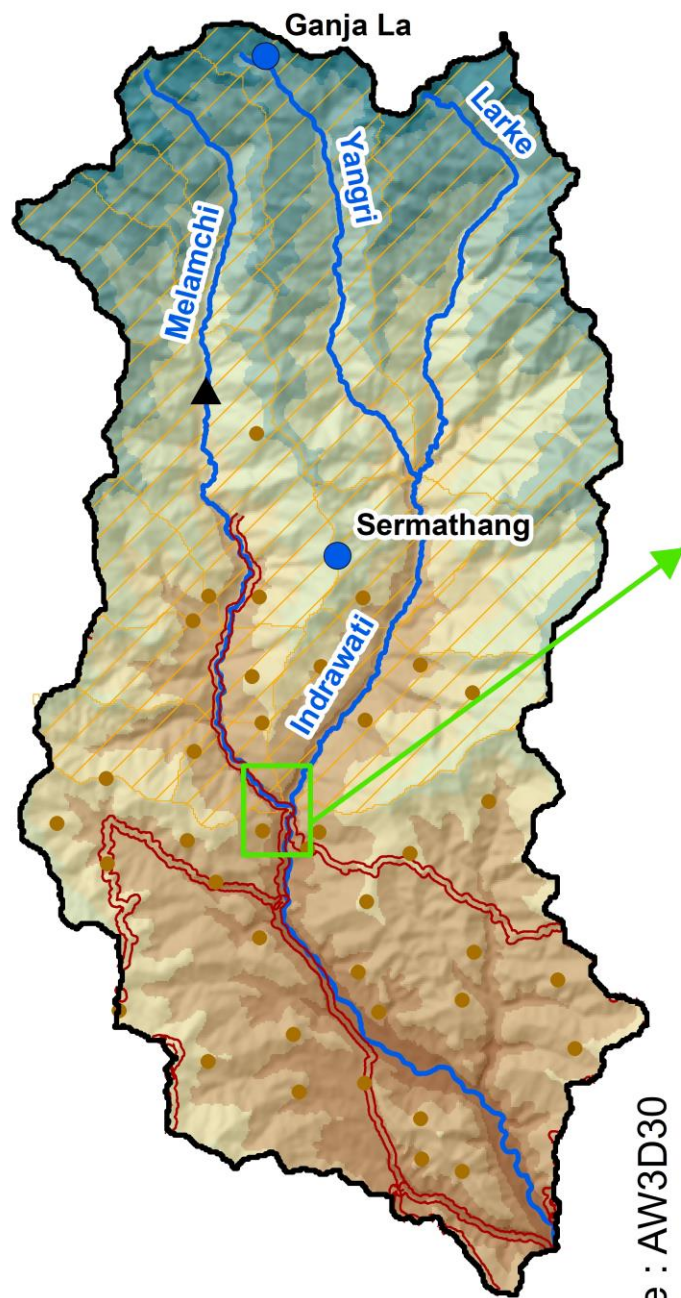 Ganja La
Larke
Yangri
Melamchi
Sermathang
Indrawati
e : AW3D30